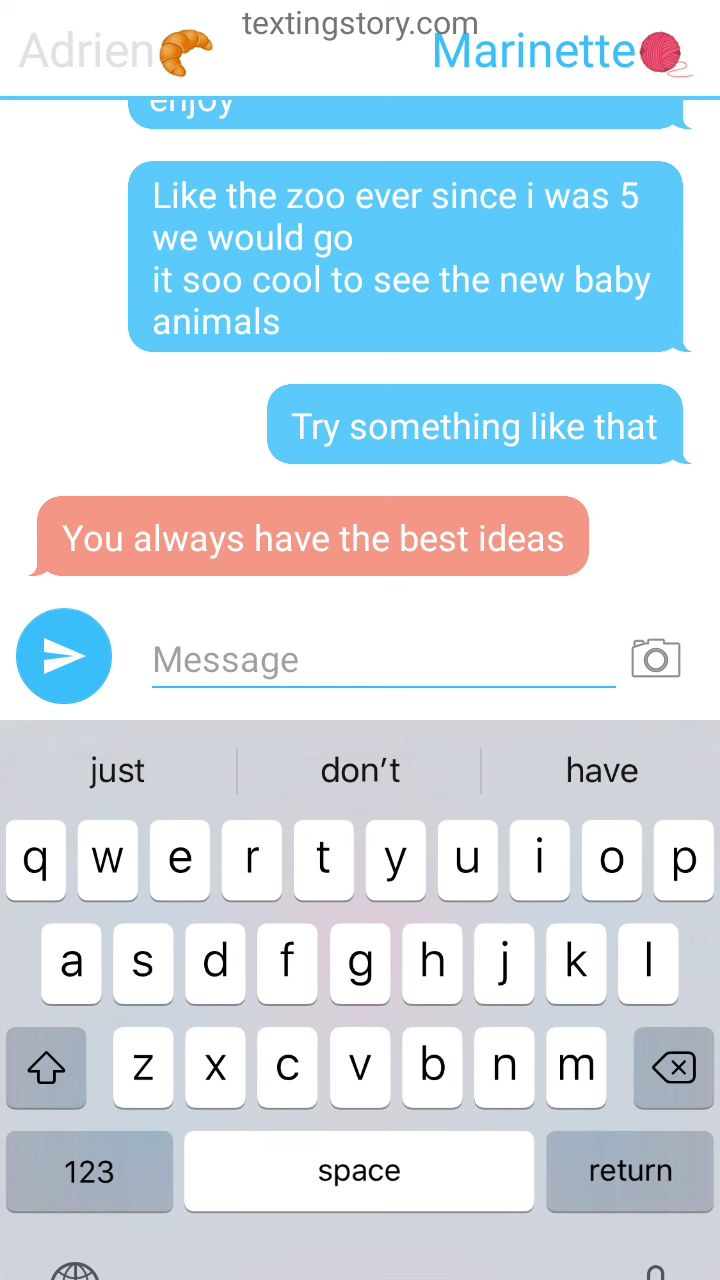 textingstory.com
Adrien🥐 Marinette🧶
enjoy
Like the zoo ever since i was 5
we would go
it soo cool to see the new baby
animals
Try something like that
You always have the best ideas
Message
just don't have
q w e r t y u i o p
a s d f g h j k l
z x c v b n m
123 space return